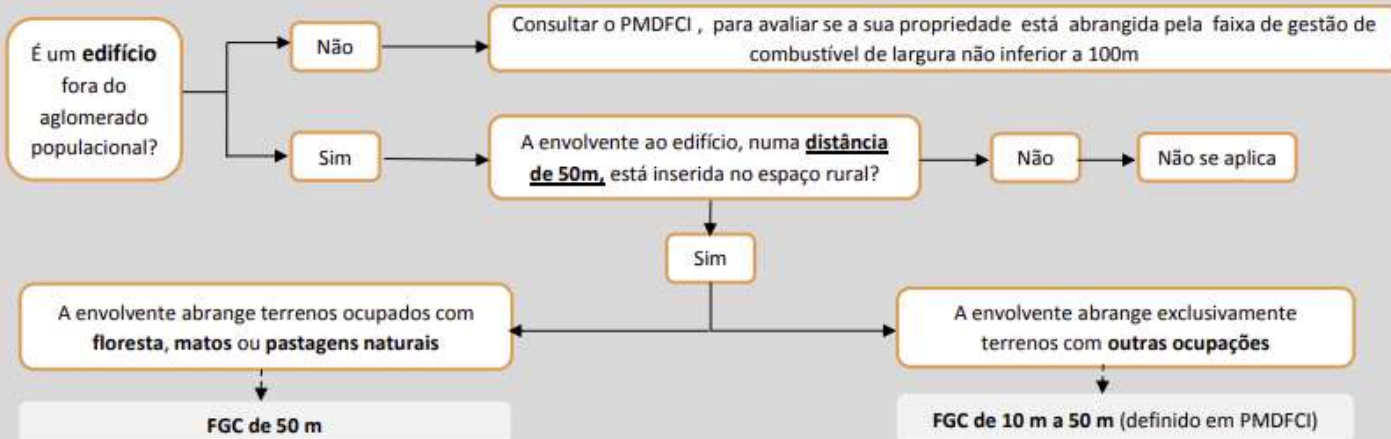 É um edifício
fora do
aglomerado
populacional?
Não
Consultar o PMDFCI , para avaliar se a sua propriedade está abrangida pela faixa de gestão de
combustível de largura não inferior a 100m
Sim
A envolvente ao edifício, numa distância
de 50m, está inserida no espaço rural?
Não
Não se aplica
Sim
A envolvente abrange terrenos ocupados com
floresta, matos ou pastagens naturais
A envolvente abrange exclusivamente
terrenos com outras ocupações
FGC de 50 m
FGC de 10 m a 50 m (definido em PMDFCI)